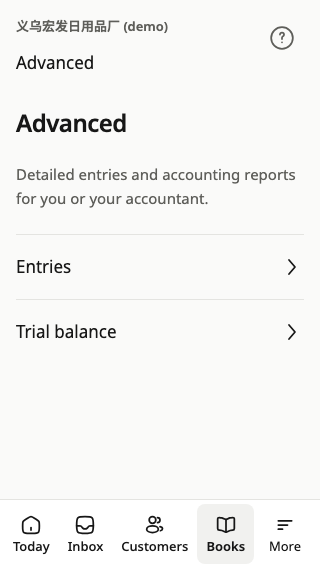 义乌宏发日用品厂 (demo)
Advanced
Advanced
Detailed entries and accounting reports
for you or your accountant.
Entries
Trial balance
Today
Inbox
Customers
Books
More